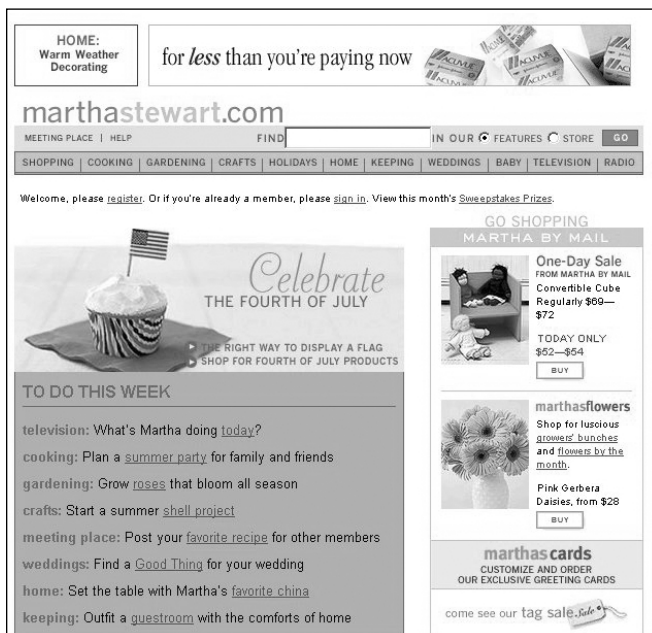 HOME:
Warm Weather
Decorating
for less than you're paying now
ACUVUE
ACUVUE
ACUVUE
ACUVUE
marthastewart.com
MEETING PLACE | HELP
FIND IN OUR FEATURES STORE GO
SHOPPING | COOKING | GARDENING | CRAFTS | HOLIDAYS | HOME | KEEPING | WEDDINGS | BABY | TELEVISION | RADIO
Welcome, please register. Or if you're already a member, please sign in. View this month's Sweepstakes Prizes.
Celebrate
THE FOURTH OF JULY
THE RIGHT WAY TO DISPLAY A FLAG
SHOP FOR FOURTH OF JULY PRODUCTS
TO DO THIS WEEK
television: What's Martha doing today?
cooking: Plan a summer party for family and friends
gardening: Grow roses that bloom all season
crafts: Start a summer shell project
meeting place: Post your favorite recipe for other members
weddings: Find a Good Thing for your wedding
home: Set the table with Martha's favorite china
keeping: Outfit a guestroom with the comforts of home
GO SHOPPING
MARTHA BY MAIL
One-Day Sale
FROM MARTHA BY MAIL
Convertible Cube
Regularly $69—
$72
TODAY ONLY
$52—$54
BUY
marthasflowers
Shop for luscious
growers' bunches
and flowers by the
month.
Pink Gerbera
Daisies, from $28
BUY
marthascards
CUSTOMIZE AND ORDER
OUR EXCLUSIVE GREETING CARDS
come see our tag sale Sale